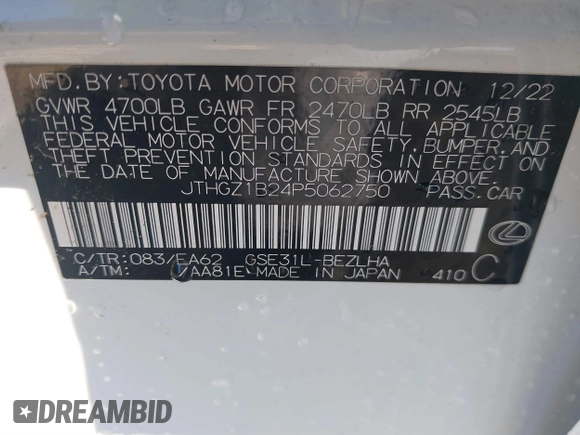 MFD. BY: TOYOTA MOTOR CORPORATION 12/22
GVWR 4700LB GAWR FR 2470LB RR 2545LB
THIS VEHICLE CONFORMS TO ALL APPLICABLE
FEDERAL MOTOR VEHICLE SAFETY, BUMPER, AND
THEFT PREVENTION STANDARDS IN EFFECT ON
THE DATE OF MANUFACTURE SHOWN ABOVE.
JTHGZ1B24P5062750 PASS. CAR
C/TR: 083/EA62 GSE31L-BEZLHA C
A/TM: /AA81E MADE IN JAPAN 410
DREAMBID